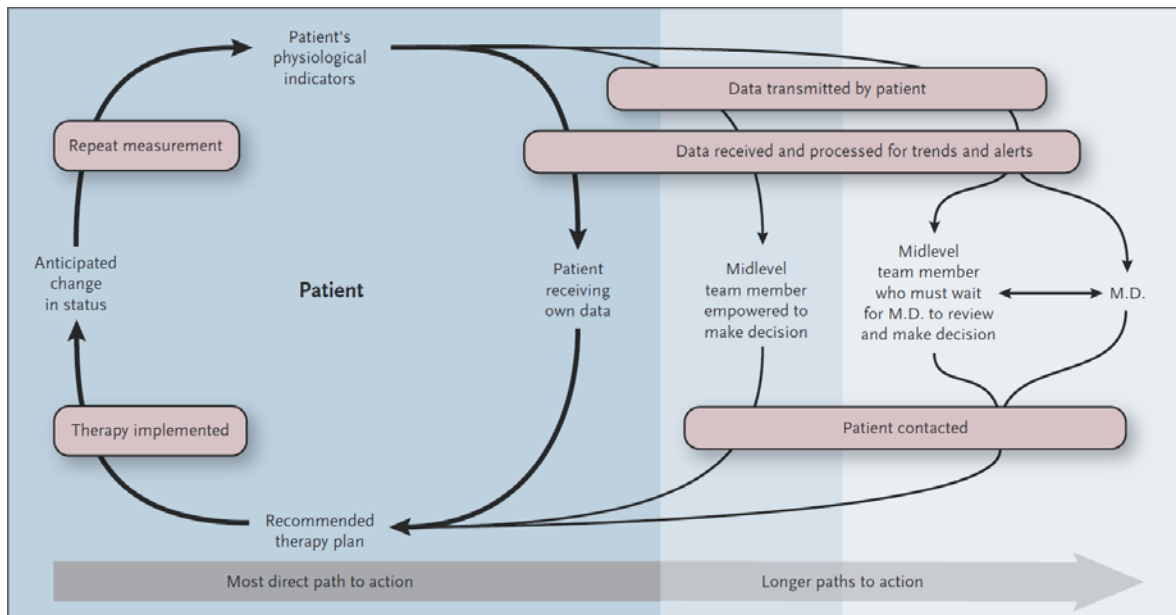 Patient's
physiological
indicators
Data transmitted by patient
Repeat measurement
Data received and processed for trends and alerts
Anticipated
change
in status
Patient
Patient
receiving
own data
Midlevel
team member
empowered to
make decision
Midlevel
team member
who must wait
for M.D. to review
and make decision
M.D.
Therapy implemented
Patient contacted
Recommended
therapy plan
Most direct path to action
Longer paths to action